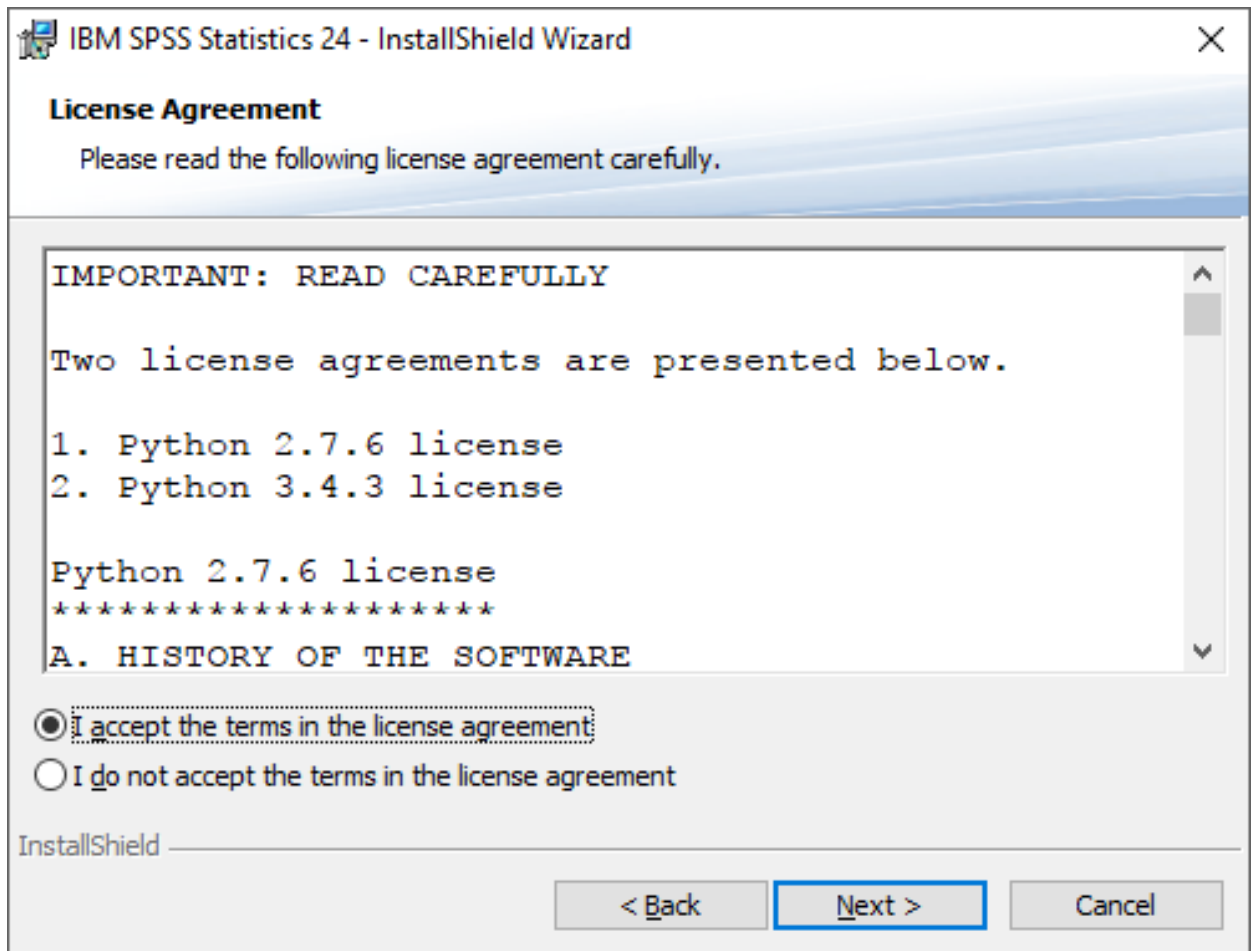 IBM SPSS Statistics 24 - InstallShield Wizard
License Agreement
Please read the following license agreement carefully.
IMPORTANT: READ CAREFULLY
Two license agreements are presented below.
1. Python 2.7.6 license
2. Python 3.4.3 license
Python 2.7.6 license
********************
A. HISTORY OF THE SOFTWARE
I accept the terms in the license agreement
I do not accept the terms in the license agreement
InstallShield
< Back
Next >
Cancel